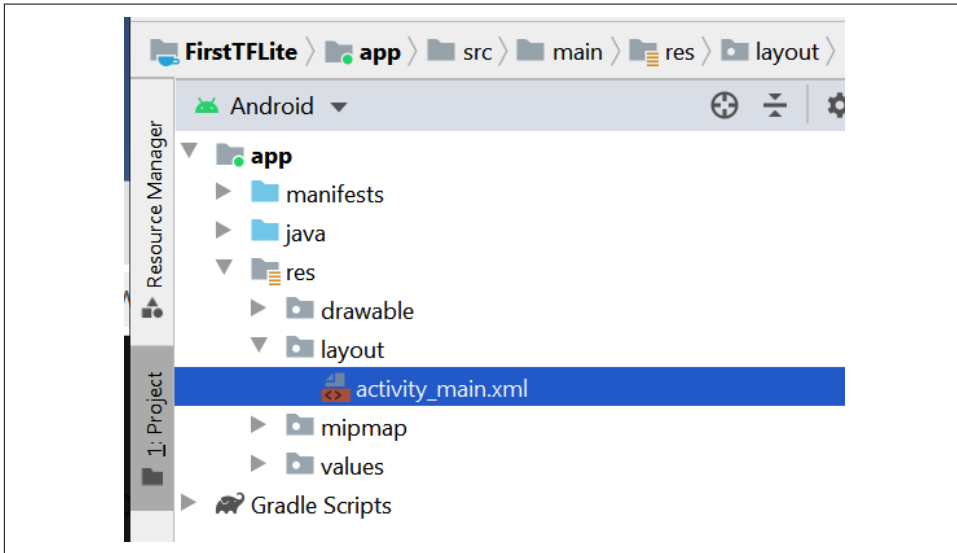 FirstTFLite app src main res layout
Android
Resource Manager
app
manifests
java
res
drawable
layout
activity_main.xml
mipmap
values
1: Project
Gradle Scripts